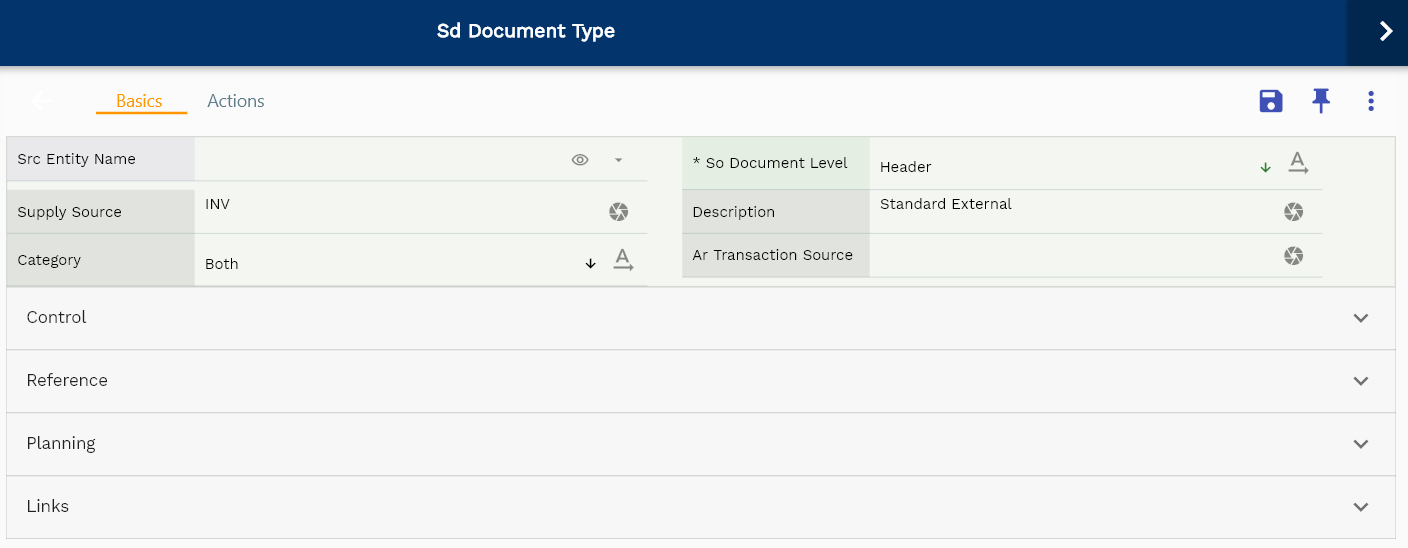 Sd Document Type
Basics Actions
Src Entity Name
* So Document Level Header
Supply Source INV
Description Standard External
Category Both
Ar Transaction Source
Control
Reference
Planning
Links